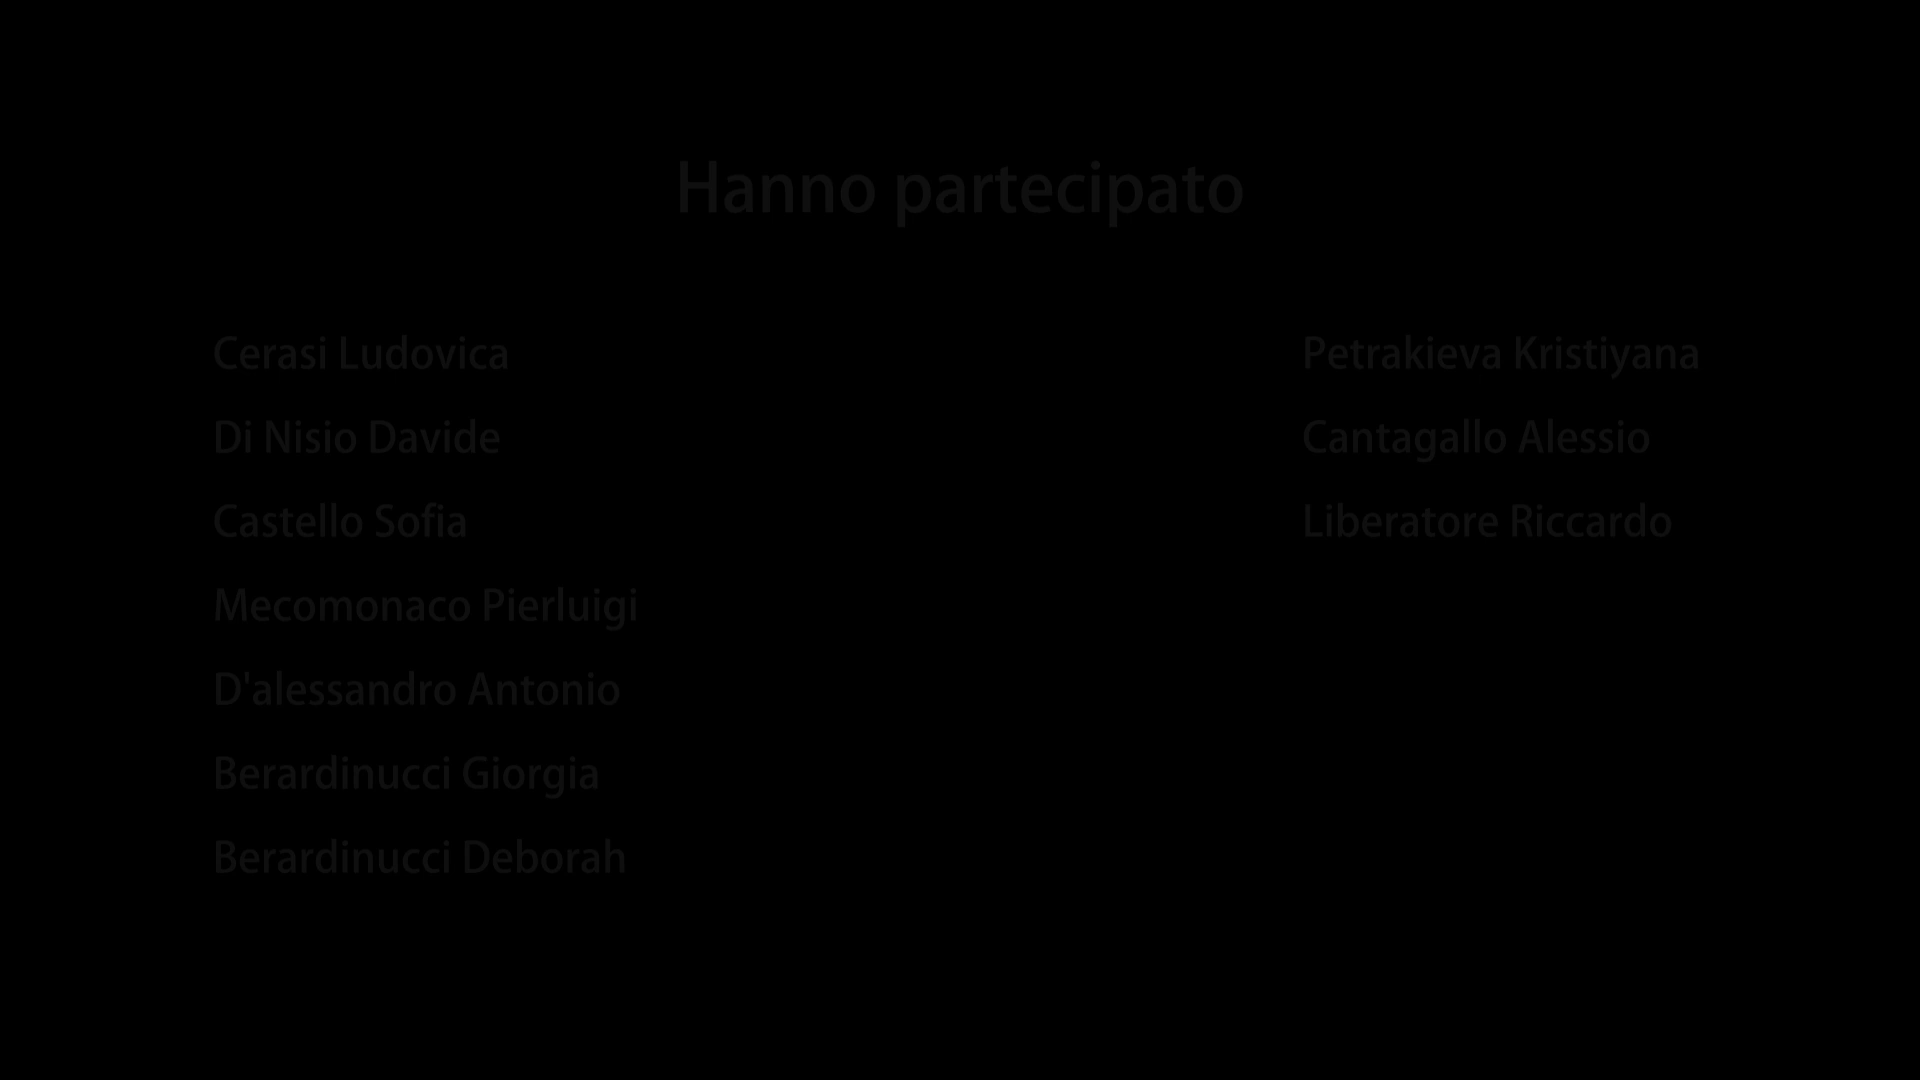 Hanno partecipato
Cerasi Ludovica
Di Nisio Davide
Castello Sofia
Mecomonaco Pierluigi
D'alessandro Antonio
Berardinucci Giorgia
Berardinucci Deborah
Petrakieva Kristiyana
Cantagallo Alessio
Liberatore Riccardo